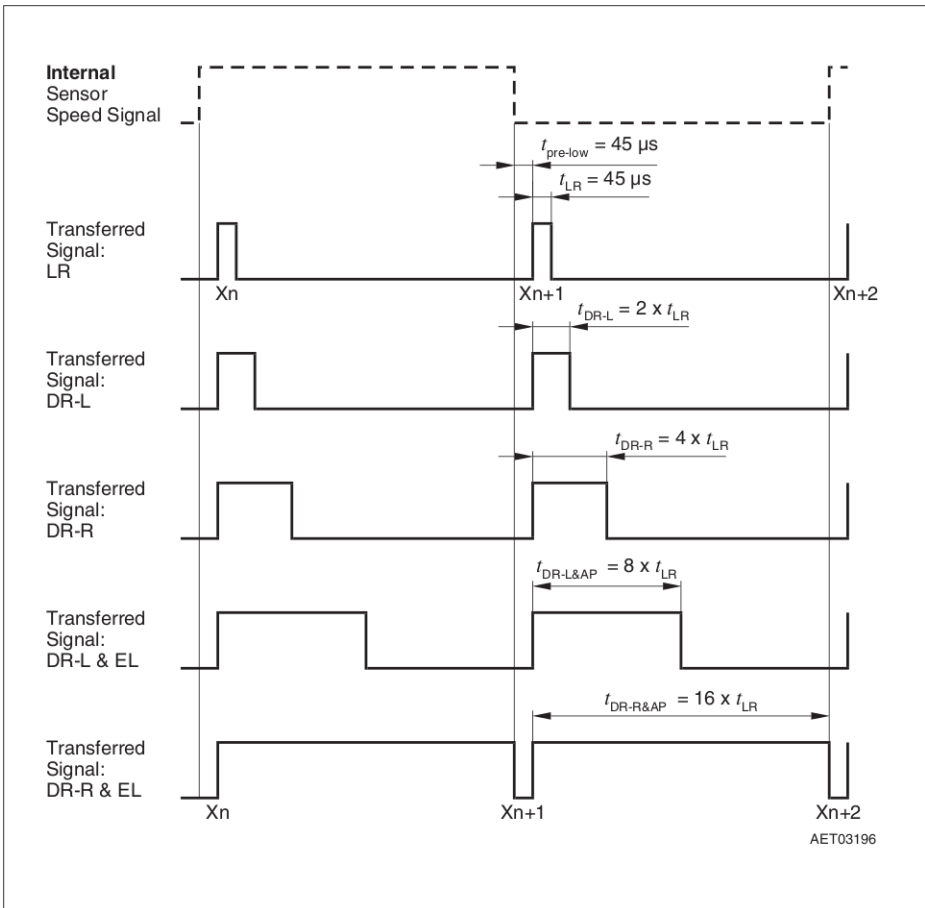 Internal
Sensor
Speed Signal
tpre-low = 45 µs
tLR = 45 µs
Transferred
Signal:
LR
Xn Xn+1 Xn+2
tDR-L = 2 x tLR
Transferred
Signal:
DR-L
tDR-R = 4 x tLR
Transferred
Signal:
DR-R
tDR-L&AP = 8 x tLR
Transferred
Signal:
DR-L & EL
tDR-R&AP = 16 x tLR
Transferred
Signal:
DR-R & EL
Xn Xn+1 Xn+2
AET03196